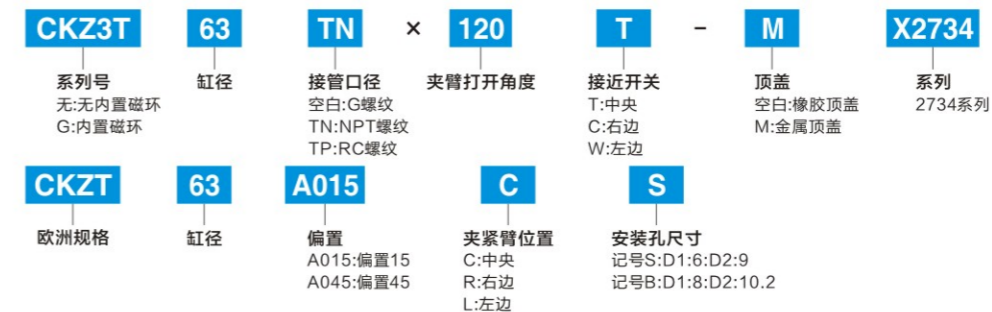 CKZ3T 63 TN × 120 T - M X2734
系列号 缸径 接管口径 夹臂打开角度 接近开关 顶盖 系列
无:无内置磁环 空白:G螺纹 T:中央 空白:橡胶顶盖 2734系列
G:内置磁环 TN:NPT螺纹 C:右边 M:金属顶盖
TP:RC螺纹 W:左边
CKZT 63 A015 C S
欧洲规格 缸径 偏置 夹紧臂位置 安装孔尺寸
A015:偏置15 C:中央 记号S:D1:6:D2:9
A045:偏置45 R:右边 记号B:D1:8:D2:10.2
L:左边